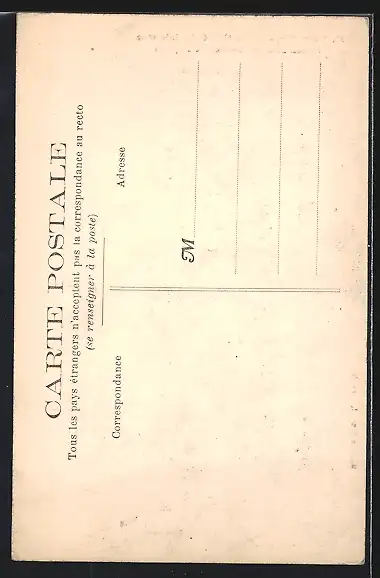 CARTE POSTALE
Tous les pays étrangers n'acceptent pas la correspondance au recto
(se renseigner à la poste)
Correspondance
Adresse
M